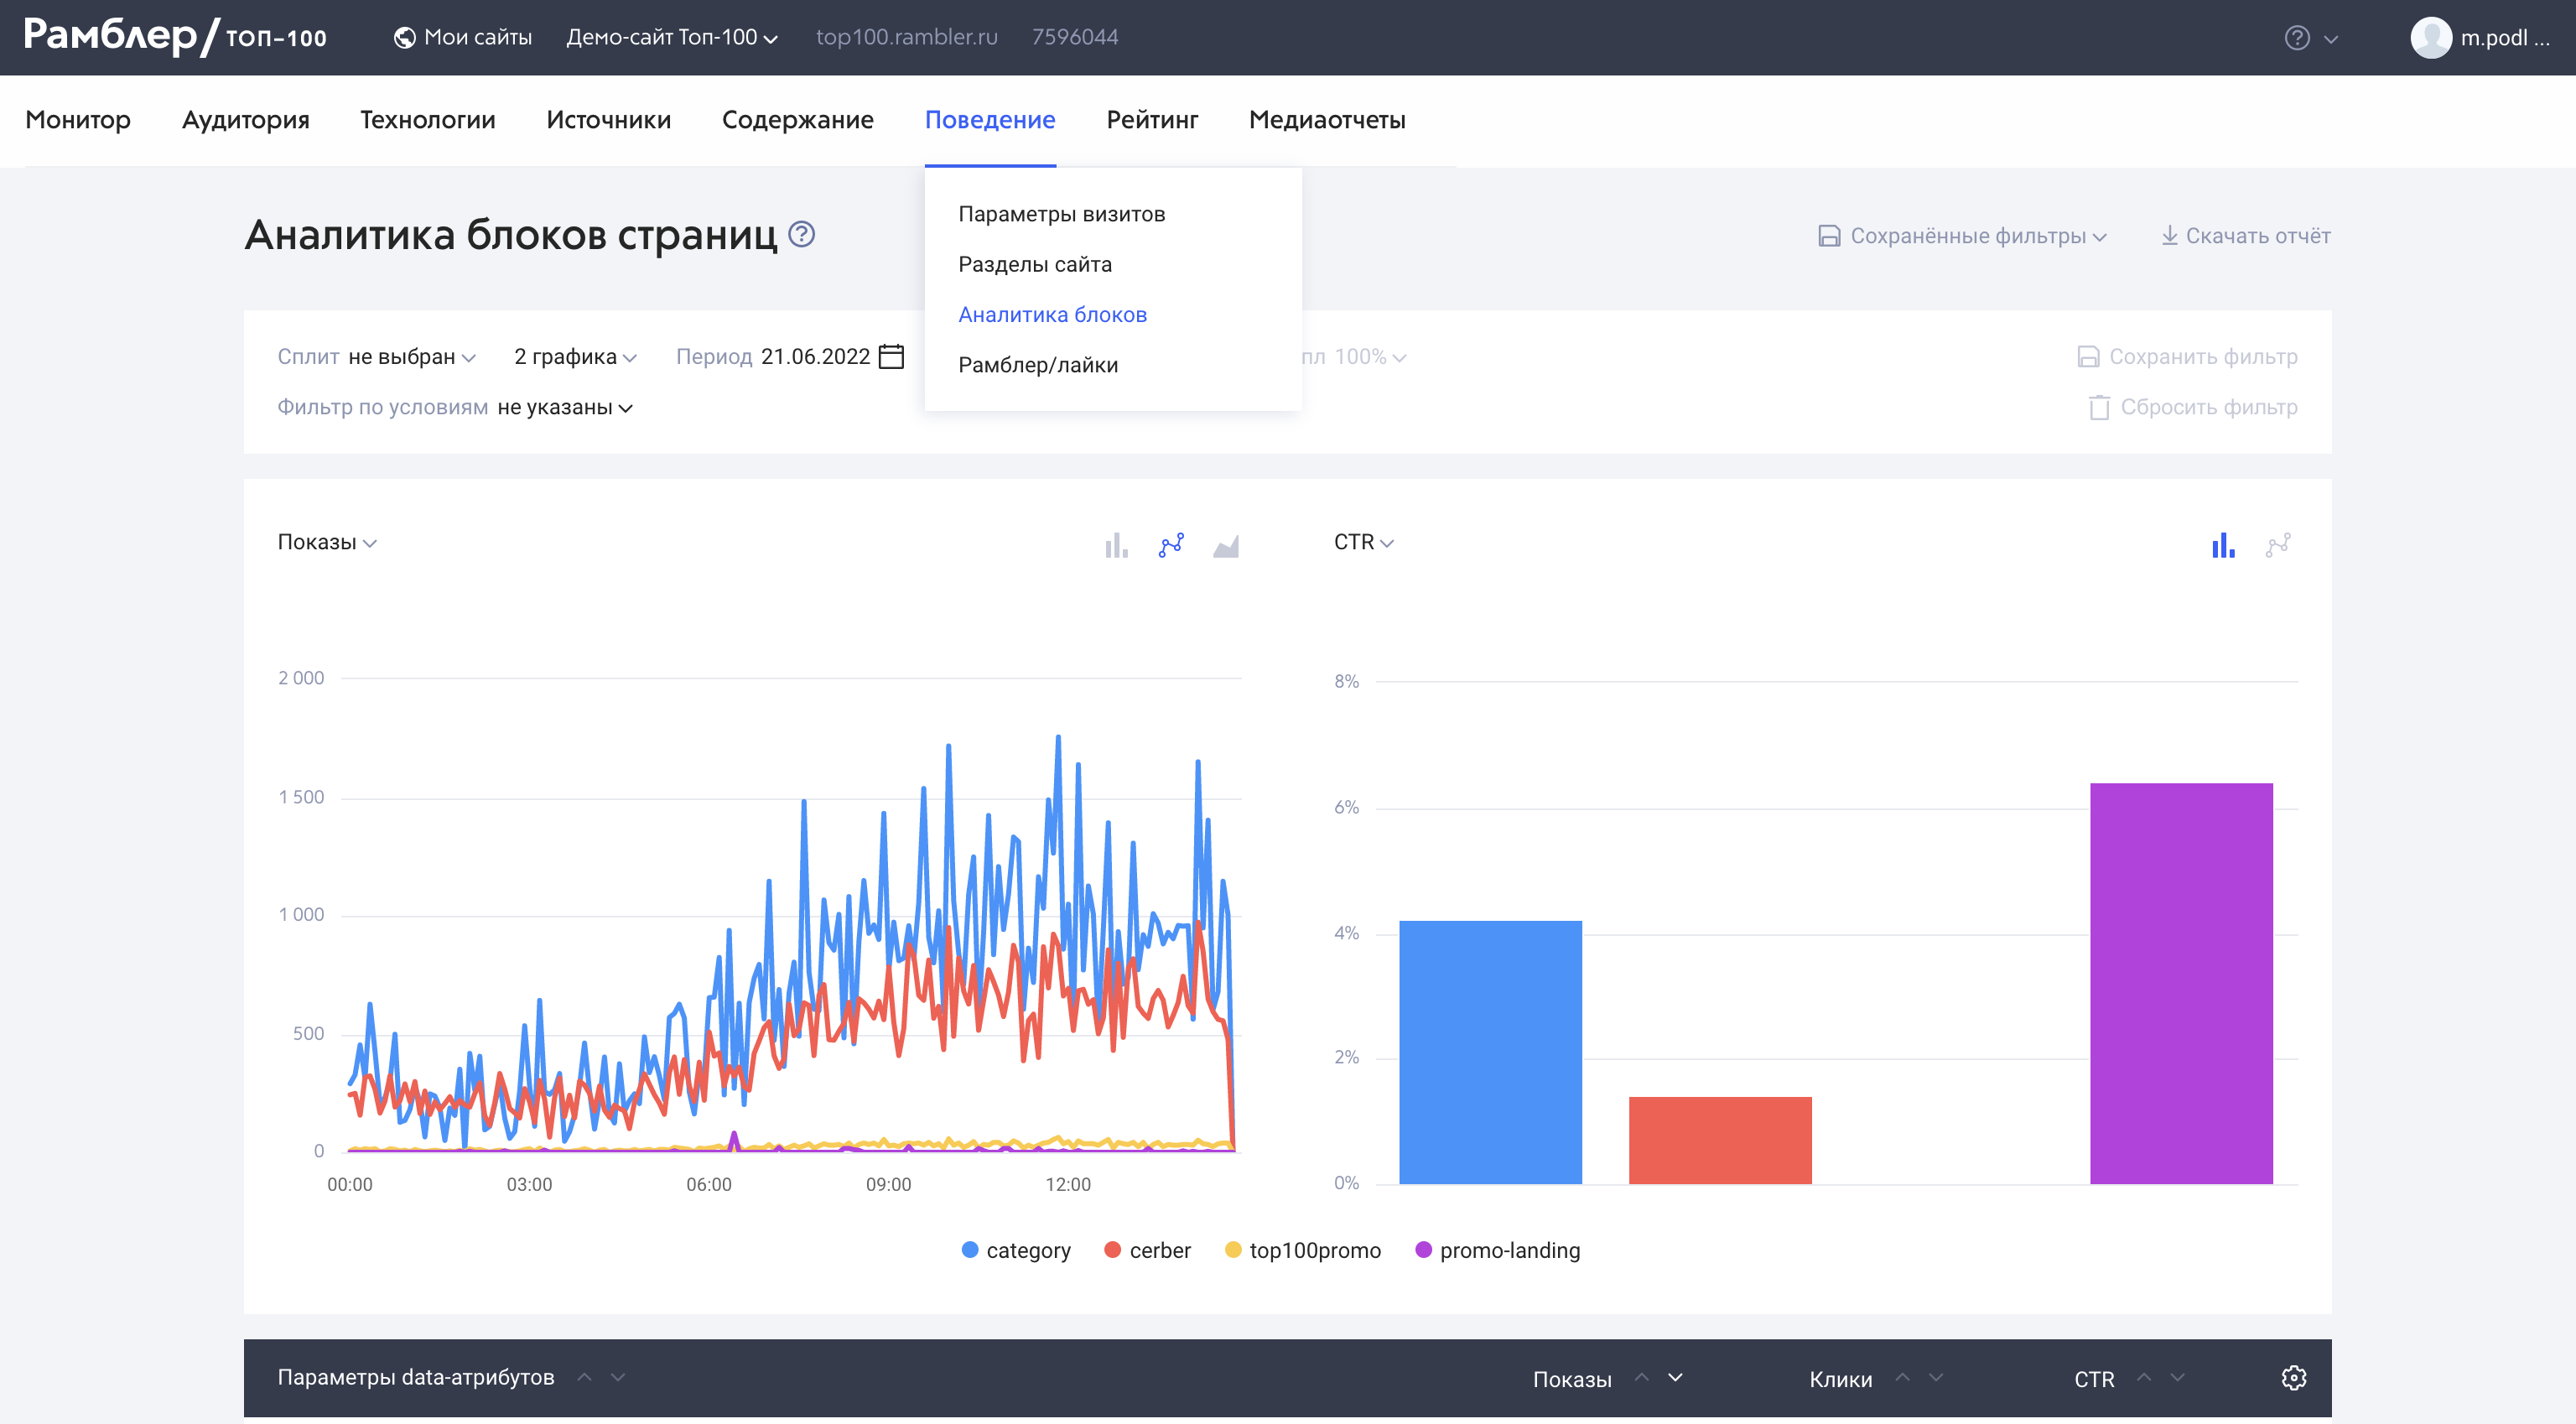 Рамблер/ТОП-100 Мои сайты Демо-сайт Топ-100 top100.rambler.ru 7596044 m.podl ...
Монитор Аудитория Технологии Источники Содержание Поведение Рейтинг Медиаотчеты
Параметры визитов
Разделы сайта
Аналитика блоков
Рамблер/лайки
Аналитика блоков страниц ? Сохранённые фильтры Скачать отчёт
Сплит не выбран 2 графика Период 21.06.2022 пл 100% Сохранить фильтр
Фильтр по условиям не указаны Сбросить фильтр
Показы CTR
2 000
1 500
1 000
500
0
00:00 03:00 06:00 09:00 12:00
8%
6%
4%
2%
0%
category cerber top100promo promo-landing
Параметры data-атрибутов Показы Клики CTR